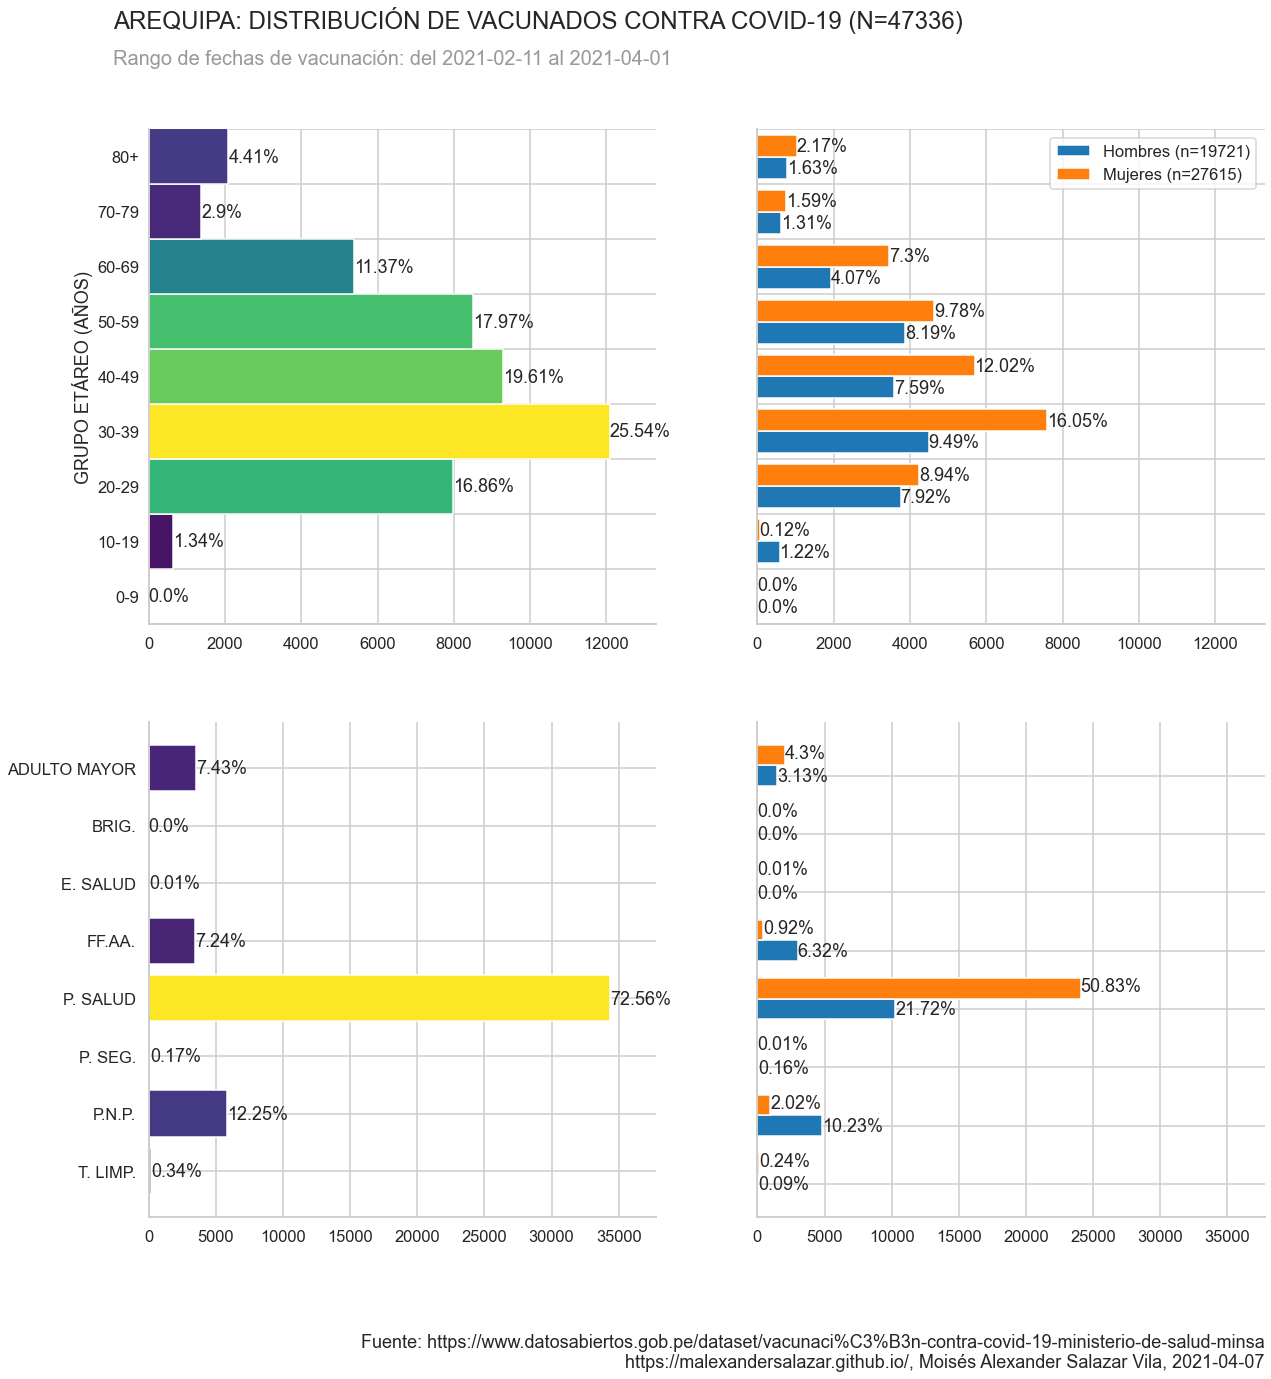 AREQUIPA: DISTRIBUCIÓN DE VACUNADOS CONTRA COVID-19 (N=47336)
Rango de fechas de vacunación: del 2021-02-11 al 2021-04-01
GRUPO ETÁREO (AÑOS)
80+ 4.41%
70-79 2.9%
60-69 11.37%
50-59 17.97%
40-49 19.61%
30-39 25.54%
20-29 16.86%
10-19 1.34%
0-9 0.0%
0 2000 4000 6000 8000 10000 12000
Hombres (n=19721)
Mujeres (n=27615)
2.17%
1.63%
1.59%
1.31%
7.3%
4.07%
9.78%
8.19%
12.02%
7.59%
16.05%
9.49%
8.94%
7.92%
0.12%
1.22%
0.0%
0.0%
0 2000 4000 6000 8000 10000 12000
ADULTO MAYOR 7.43%
BRIG. 0.0%
E. SALUD 0.01%
FF.AA. 7.24%
P. SALUD 72.56%
P. SEG. 0.17%
P.N.P. 12.25%
T. LIMP. 0.34%
0 5000 10000 15000 20000 25000 30000 35000
4.3%
3.13%
0.0%
0.0%
0.01%
0.0%
0.92%
6.32%
50.83%
21.72%
0.01%
0.16%
2.02%
10.23%
0.24%
0.09%
0 5000 10000 15000 20000 25000 30000 35000
Fuente: https://www.datosabiertos.gob.pe/dataset/vacunaci%C3%B3n-contra-covid-19-ministerio-de-salud-minsa
https://malexandersalazar.github.io/, Moisés Alexander Salazar Vila, 2021-04-07